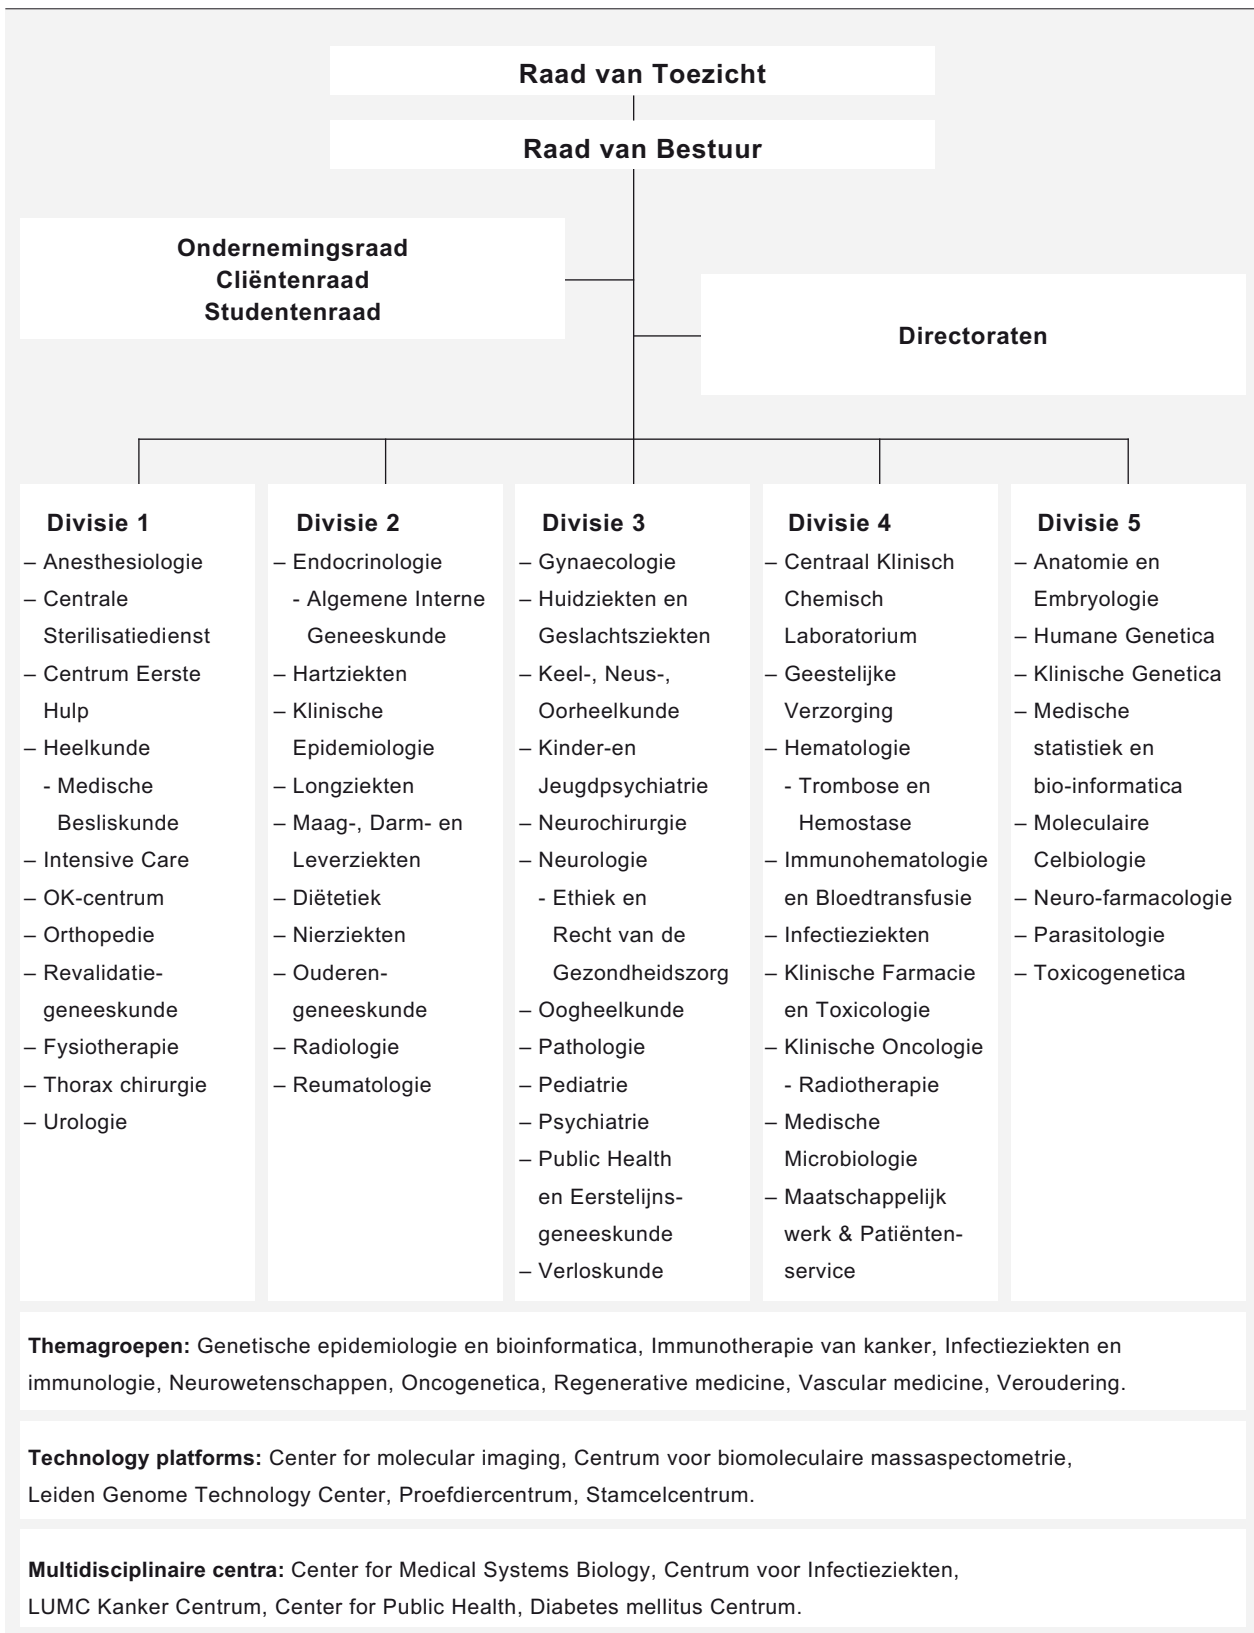 Raad van Toezicht
Raad van Bestuur
Ondernemingsraad
Cliëntenraad
Studentenraad
Directoraten
Divisie 1
– Anesthesiologie
– Centrale
Sterilisatiedienst
– Centrum Eerste
Hulp
– Heelkunde
- Medische
Besliskunde
– Intensive Care
– OK-centrum
– Orthopedie
– Revalidatie-
geneeskunde
– Fysiotherapie
– Thorax chirurgie
– Urologie
Divisie 2
– Endocrinologie
- Algemene Interne
Geneeskunde
– Hartziekten
– Klinische
Epidemiologie
– Longziekten
– Maag-, Darm- en
Leverziekten
– Diëtetiek
– Nierziekten
– Ouderen-
geneeskunde
– Radiologie
– Reumatologie
Divisie 3
– Gynaecologie
– Huidziekten en
Geslachtsziekten
– Keel-, Neus-,
Oorheelkunde
– Kinder-en
Jeugdpsychiatrie
– Neurochirurgie
– Neurologie
- Ethiek en
Recht van de
Gezondheidszorg
– Oogheelkunde
– Pathologie
– Pediatrie
– Psychiatrie
– Public Health
en Eerstelijns-
geneeskunde
– Verloskunde
Divisie 4
– Centraal Klinisch
Chemisch
Laboratorium
– Geestelijke
Verzorging
– Hematologie
- Trombose en
Hemostase
– Immunohematologie
en Bloedtransfusie
– Infectieziekten
– Klinische Farmacie
en Toxicologie
– Klinische Oncologie
- Radiotherapie
– Medische
Microbiologie
– Maatschappelijk
werk & Patiënten-
service
Divisie 5
– Anatomie en
Embryologie
– Humane Genetica
– Klinische Genetica
– Medische
statistiek en
bio-informatica
– Moleculaire
Celbiologie
– Neuro-farmacologie
– Parasitologie
– Toxicogenetica
Themagroepen: Genetische epidemiologie en bioinformatica, Immunotherapie van kanker, Infectieziekten en
immunologie, Neurowetenschappen, Oncogenetica, Regenerative medicine, Vascular medicine, Veroudering.
Technology platforms: Center for molecular imaging, Centrum voor biomoleculaire massaspectometrie,
Leiden Genome Technology Center, Proefdiercentrum, Stamcelcentrum.
Multidisciplinaire centra: Center for Medical Systems Biology, Centrum voor Infectieziekten,
LUMC Kanker Centrum, Center for Public Health, Diabetes mellitus Centrum.